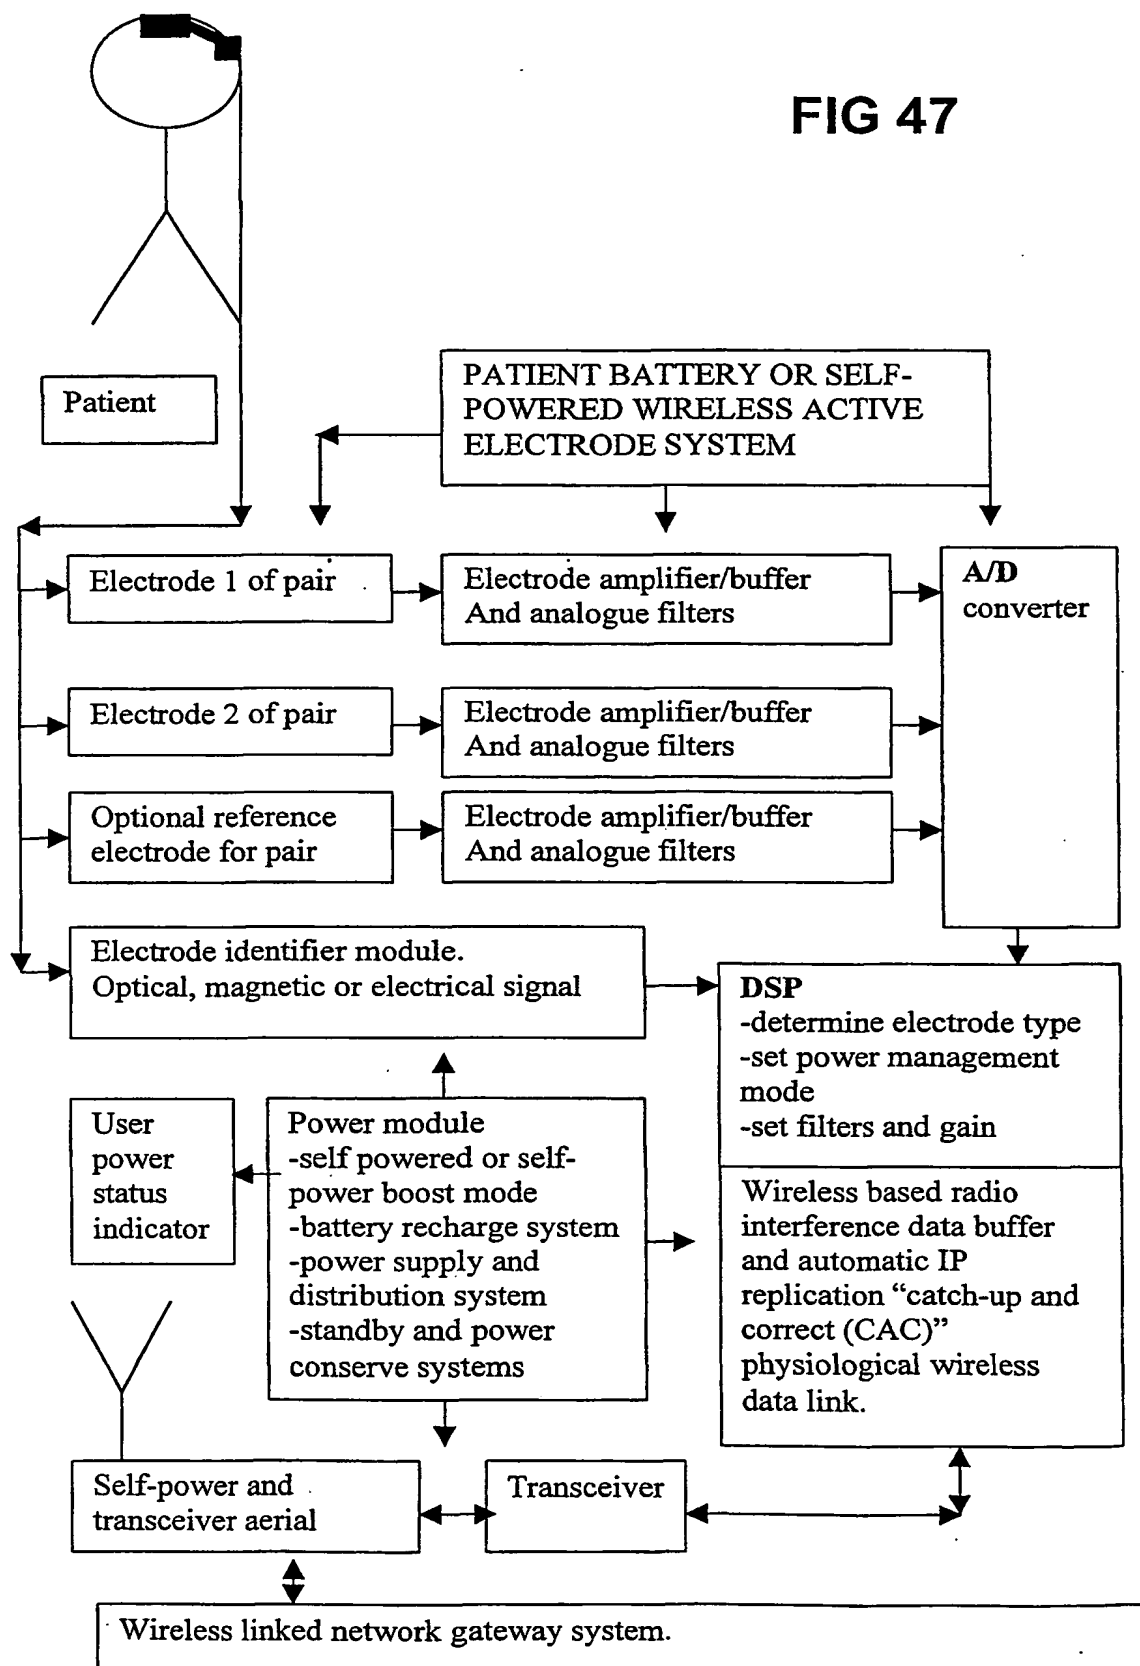 FIG 47
Patient
PATIENT BATTERY OR SELF-
POWERED WIRELESS ACTIVE
ELECTRODE SYSTEM
Electrode 1 of pair
Electrode amplifier/buffer
And analogue filters
A/D
converter
Electrode 2 of pair
Electrode amplifier/buffer
And analogue filters
Optional reference
electrode for pair
Electrode amplifier/buffer
And analogue filters
Electrode identifier module.
Optical, magnetic or electrical signal
DSP
-determine electrode type
-set power management
mode
-set filters and gain
User
power
status
indicator
Power module
-self powered or self-
power boost mode
-battery recharge system
-power supply and
distribution system
-standby and power
conserve systems
Wireless based radio
interference data buffer
and automatic IP
replication “catch-up and
correct (CAC)”
physiological wireless
data link.
Self-power and
transceiver aerial
Transceiver
Wireless linked network gateway system.